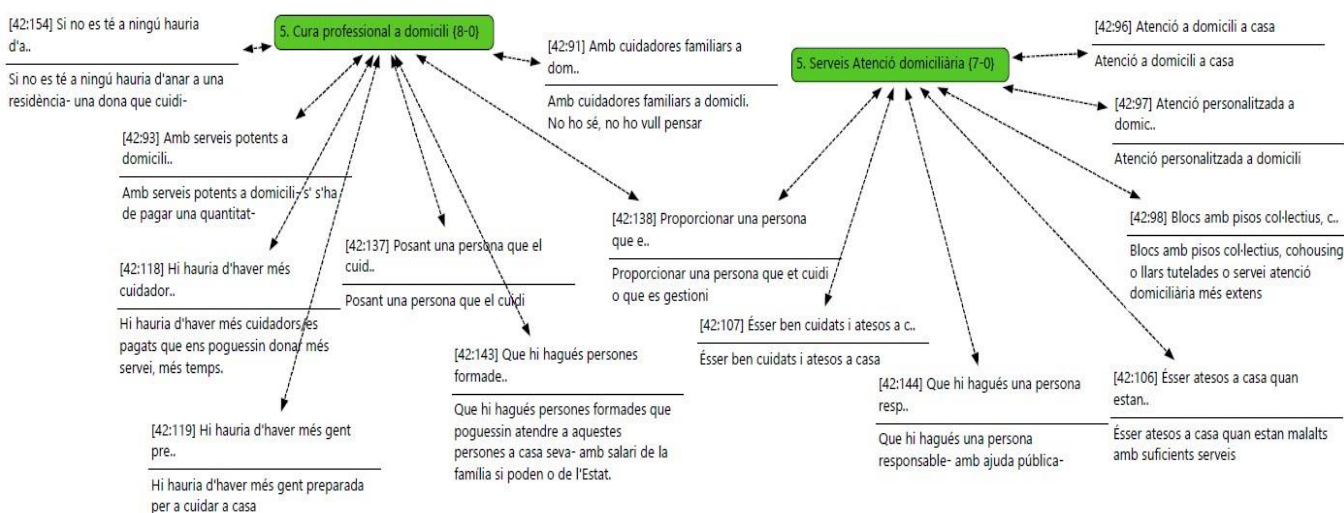 [42:154] Si no es té a ningú hauria
d'a..
Si no es té a ningú hauria d'anar a una
residència- una dona que cuidi-
5. Cura professional a domicili {8-0}
[42:91] Amb cuidadores familiars a
dom..
Amb cuidadores familiars a domicli.
No ho sé, no ho vull pensar
5. Serveis Atenció domiciliària {7-0}
[42:96] Atenció a domicili a casa
Atenció a domicili a casa
[42:97] Atenció personalitzada a
domic..
Atenció personalitzada a domicili
[42:93] Amb serveis potents a
domicili..
Amb serveis potents a domicili- s' s'ha
de pagar una quantitat-
[42:138] Proporcionar una persona
que e..
Proporcionar una persona que et cuidi
o que es gestioni
[42:98] Blocs amb pisos col·lectius, c..
Blocs amb pisos col·lectius, cohousing
o llars tutelades o servei atenció
domiciliària més extens
[42:137] Posant una persona que el
cuid..
Posant una persona que el cuidi
[42:118] Hi hauria d'haver més
cuidador..
Hi hauria d'haver més cuidadors/es
pagats que ens poguessin donar més
servei, més temps.
[42:107] Ésser ben cuidats i atesos a c..
Ésser ben cuidats i atesos a casa
[42:143] Que hi hagués persones
formade..
Que hi hagués persones formades que
poguessin atendre a aquestes
persones a casa seva- amb salari de la
família si poden o de l'Estat.
[42:144] Que hi hagués una persona
resp..
Que hi hagués una persona
responsable- amb ajuda pública-
[42:106] Ésser atesos a casa quan
estan..
Ésser atesos a casa quan estan malalts
amb suficients serveis
[42:119] Hi hauria d'haver més gent
pre..
Hi hauria d'haver més gent preparada
per a cuidar a casa